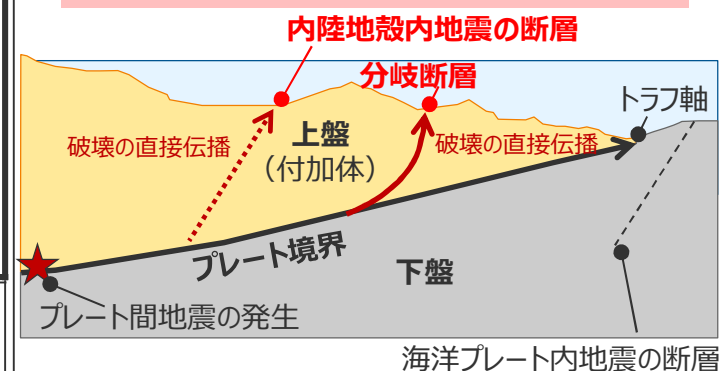 内陸地殻内地震の断層
分岐断層
トラフ軸
破壊の直接伝播
上盤
（付加体）
破壊の直接伝播
プレート境界
下盤
プレート間地震の発生
海洋プレート内地震の断層